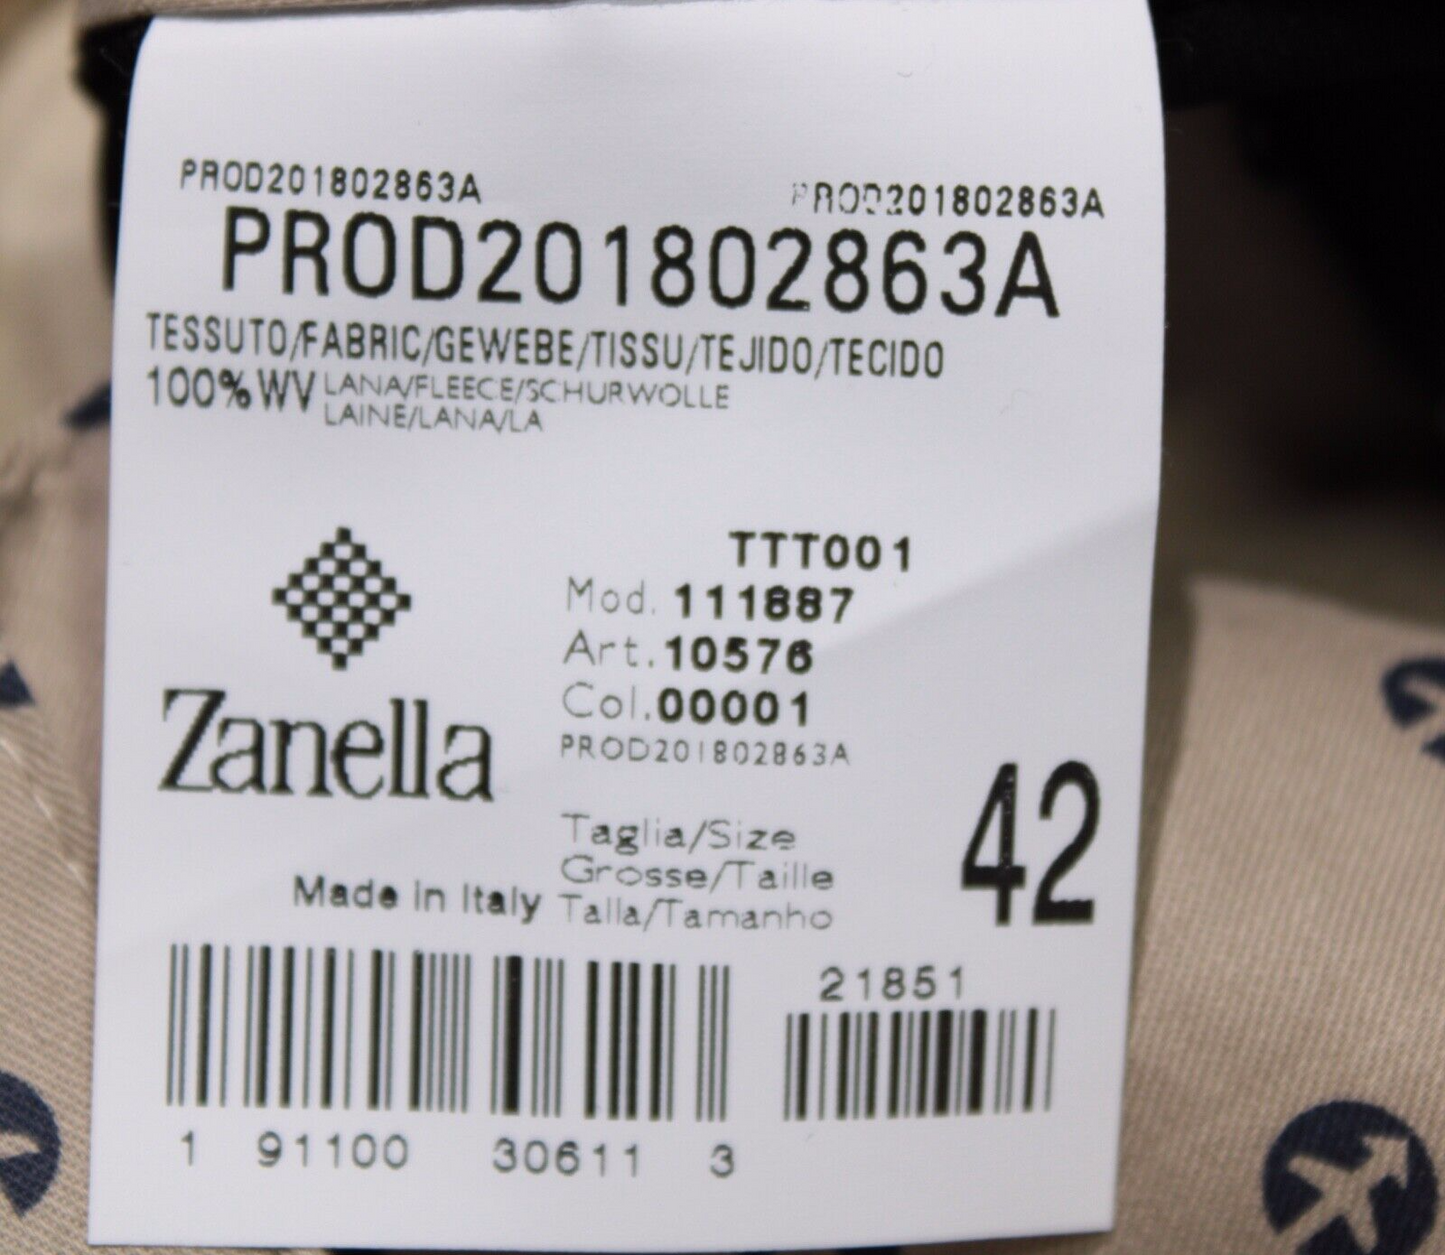 PROD201802863A PROD201802863A
PROD201802863A
TESSUTO/FABRIC/GEWEBE/TISSU/TEJIDO/TECIDO
100% WV LANA/FLEECE/SCHURWOLLE
LAINE/LANA/LA
TTT001
Mod. 111887
Art. 10576
Col. 00001
PROD201802863A
Zanella
Taglia/Size
Grosse/Taille
Talla/Tamanho
42
Made in Italy
21851
1 91100 30611 3